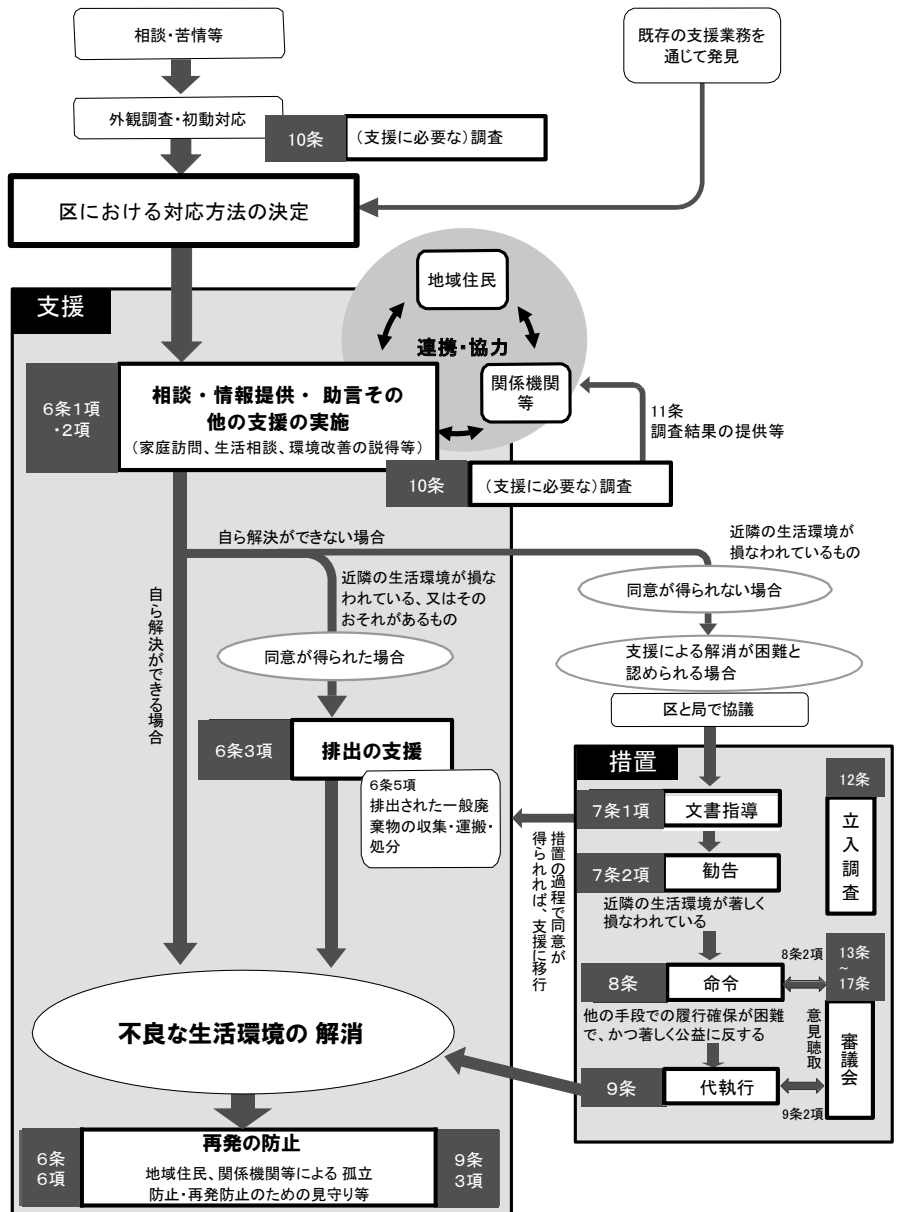 相談・苦情等
既存の支援業務を
通じて発見
外観調査・初動対応
10条
(支援に必要な)調査
区における対応方法の決定
支援
地域住民
連携・協力
関係機関
等
6条1項
・2項
相談・情報提供・ 助言その
他の支援の実施
(家庭訪問、生活相談、環境改善の説得等)
11条
調査結果の提供等
10条
(支援に必要な)調査
自ら解決ができない場合
近隣の生活環境が
損なわれているもの
自ら解決ができる場合
近隣の生活環境が損な
われている、又はその
おそれがあるもの
同意が得られない場合
同意が得られた場合
支援による解消が困難と
認められる場合
区と局で協議
6条3項
排出の支援
6条5項
排出された一般廃
棄物の収集・運搬・
処分
措置の過程で同意が
得られれば、支援に移行
措置
12条
立入調査
7条1項
文書指導
7条2項
勧告
近隣の生活環境が著しく
損なわれている
8条2項
13条
~
17条
8条
命令
他の手段での履行確保が困難
で、かつ著しく公益に反する
意見聴取
審議会
9条
代執行
9条2項
不良な生活環境の 解消
6条
6項
再発の防止
地域住民、関係機関等による 孤立
防止・再発防止のための見守り等
9条
3項